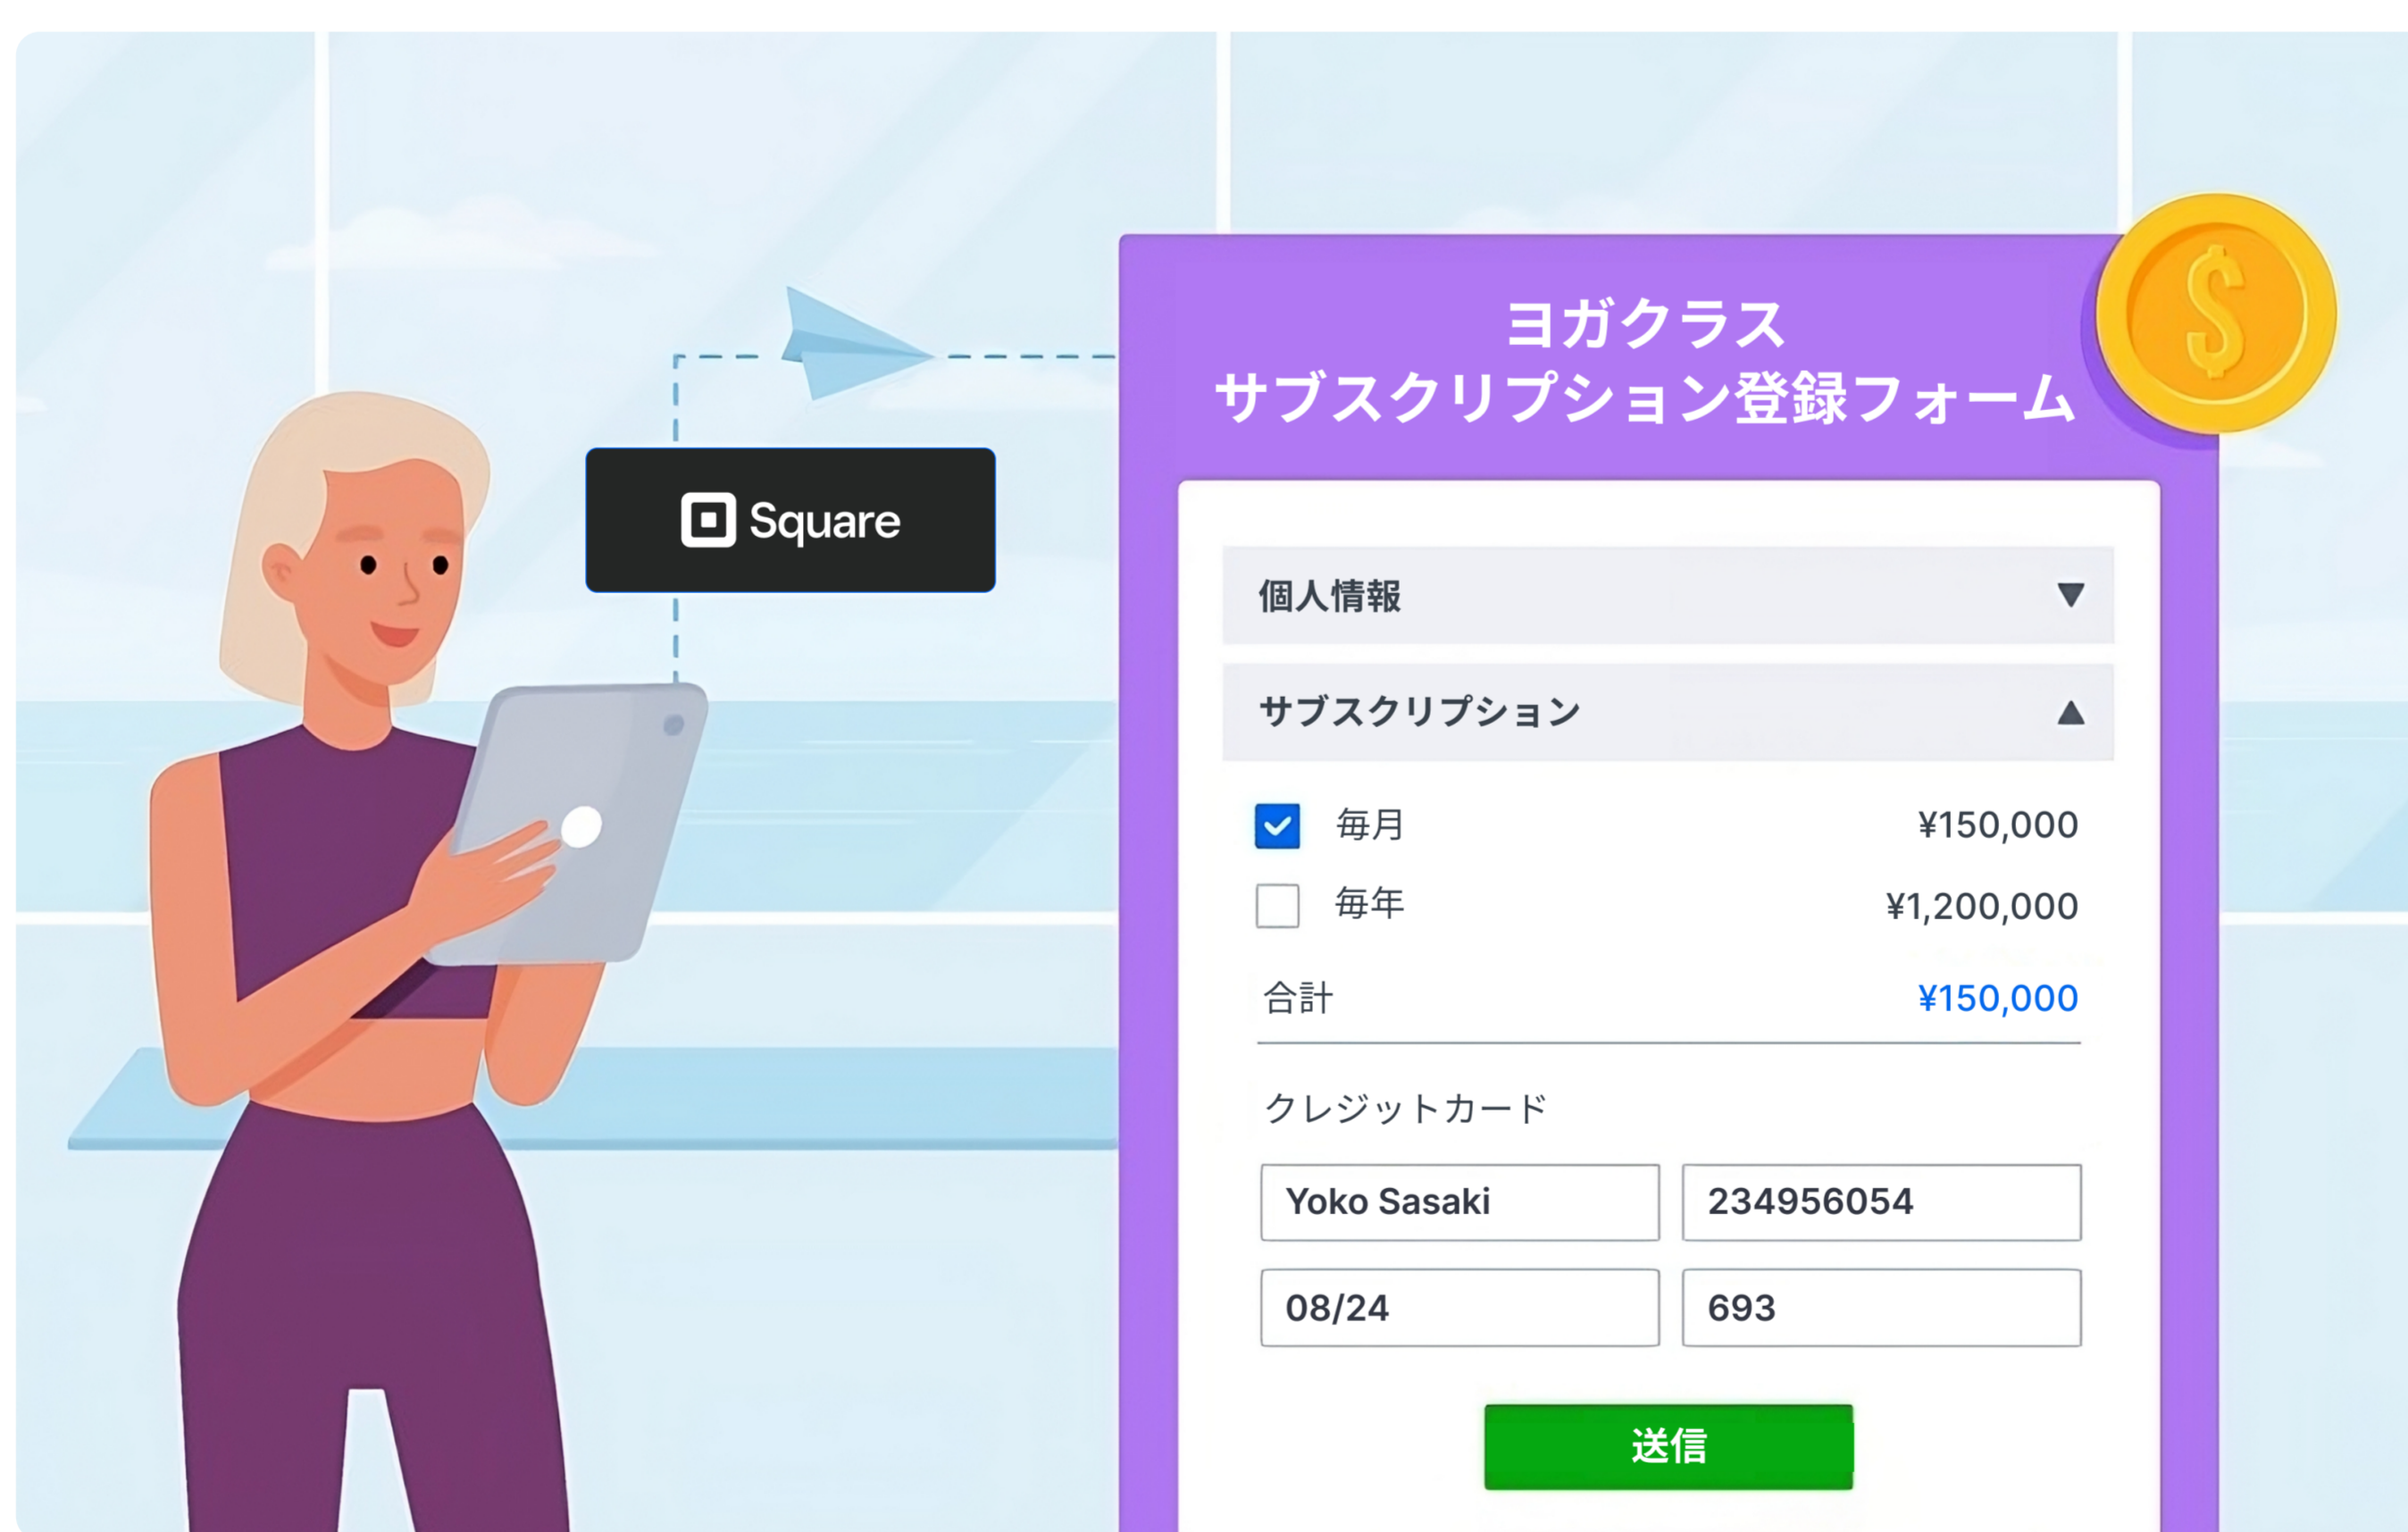 ヨガクラス
サブスクリプション登録フォーム
$
Square
個人情報 ▼
サブスクリプション ▲
毎月 ¥150,000
毎年 ¥1,200,000
合計 ¥150,000
クレジットカード
Yoko Sasaki 234956054
08/24 693
送信